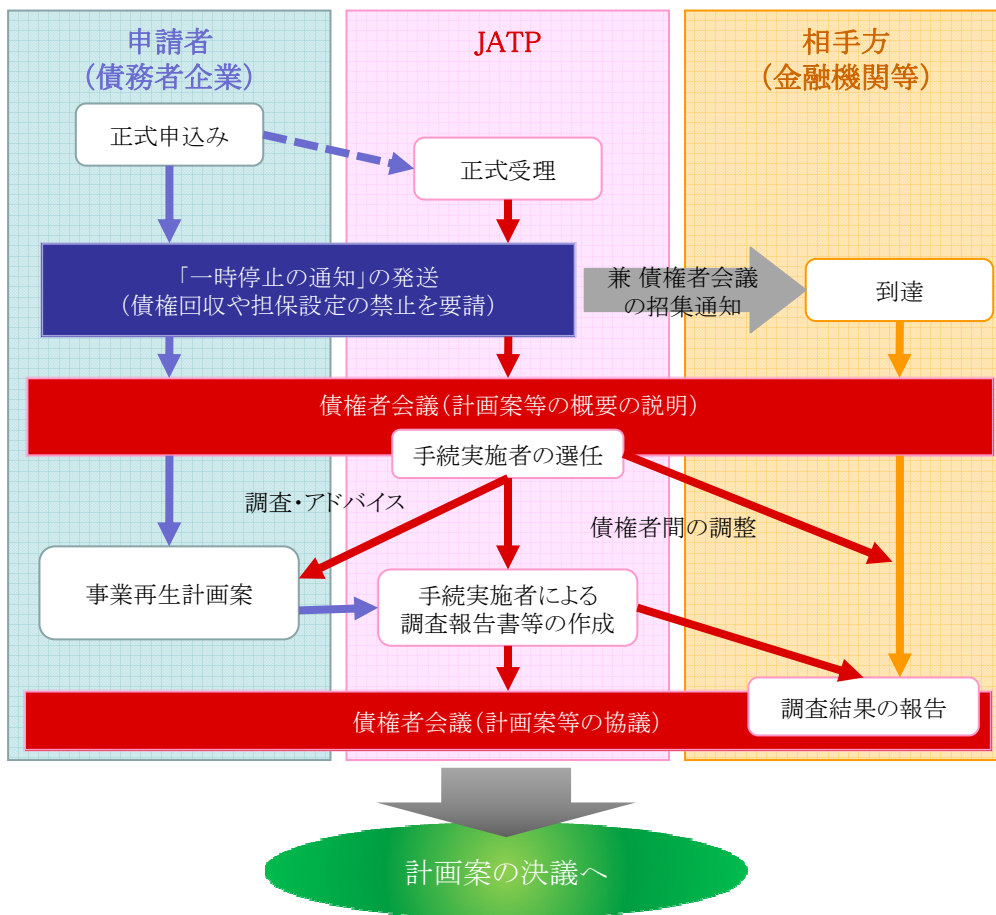 申請者
（債務者企業）
JATP
相手方
（金融機関等）
正式申込み
正式受理
「一時停止の通知」の発送
（債権回収や担保設定の禁止を要請）
兼 債権者会議
の招集通知
到達
債権者会議（計画案等の概要の説明）
手続実施者の選任
調査・アドバイス
債権者間の調整
事業再生計画案
手続実施者による
調査報告書等の作成
調査結果の報告
債権者会議（計画案等の協議）
計画案の決議へ